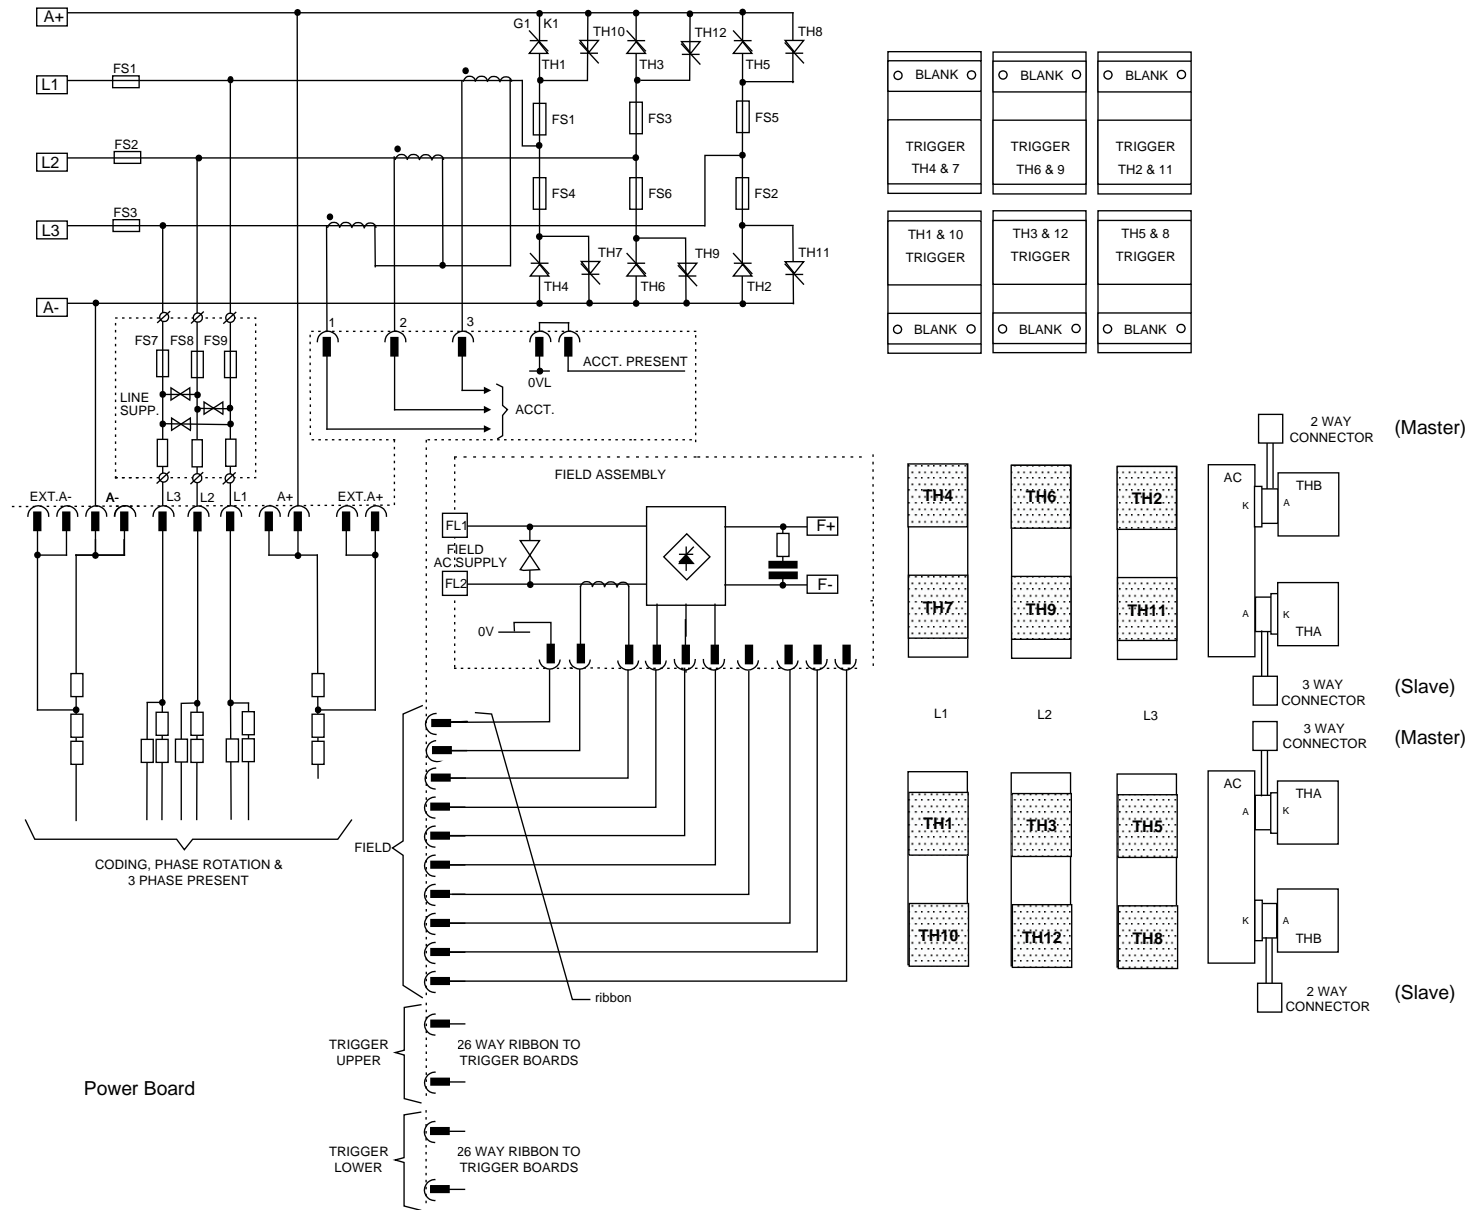 A+
G1 K1 TH10 TH12 TH8
TH1 TH3 TH5
L1 FS1
FS1 FS3 FS5
L2 FS2
FS4 FS6 FS2
L3 FS3
TH7 TH9 TH11
TH4 TH6 TH2
A-
BLANK BLANK BLANK
TRIGGER TRIGGER TRIGGER
TH4 & 7 TH6 & 9 TH2 & 11
TH1 & 10 TH3 & 12 TH5 & 8
TRIGGER TRIGGER TRIGGER
BLANK BLANK BLANK
FS7 FS8 FS9
LINE
SUPP.
1 2 3
0VL
ACCT. PRESENT
ACCT.
EXT.A- A- L3 L2 L1 A+ EXT.A+
FIELD ASSEMBLY
FL1
FIELD
AC SUPPLY
FL2
F+
F-
0V
FIELD
ribbon
CODING, PHASE ROTATION &
3 PHASE PRESENT
TRIGGER
UPPER
26 WAY RIBBON TO
TRIGGER BOARDS
Power Board
TRIGGER
LOWER
26 WAY RIBBON TO
TRIGGER BOARDS
TH4 TH6 TH2
TH7 TH9 TH11
L1 L2 L3
TH1 TH3 TH5
TH10 TH12 TH8
2 WAY
CONNECTOR
(Master)
AC
THB
K A
A K
THA
3 WAY
CONNECTOR
(Slave)
3 WAY
CONNECTOR
(Master)
AC
THA
A K
K A
THB
2 WAY
CONNECTOR
(Slave)